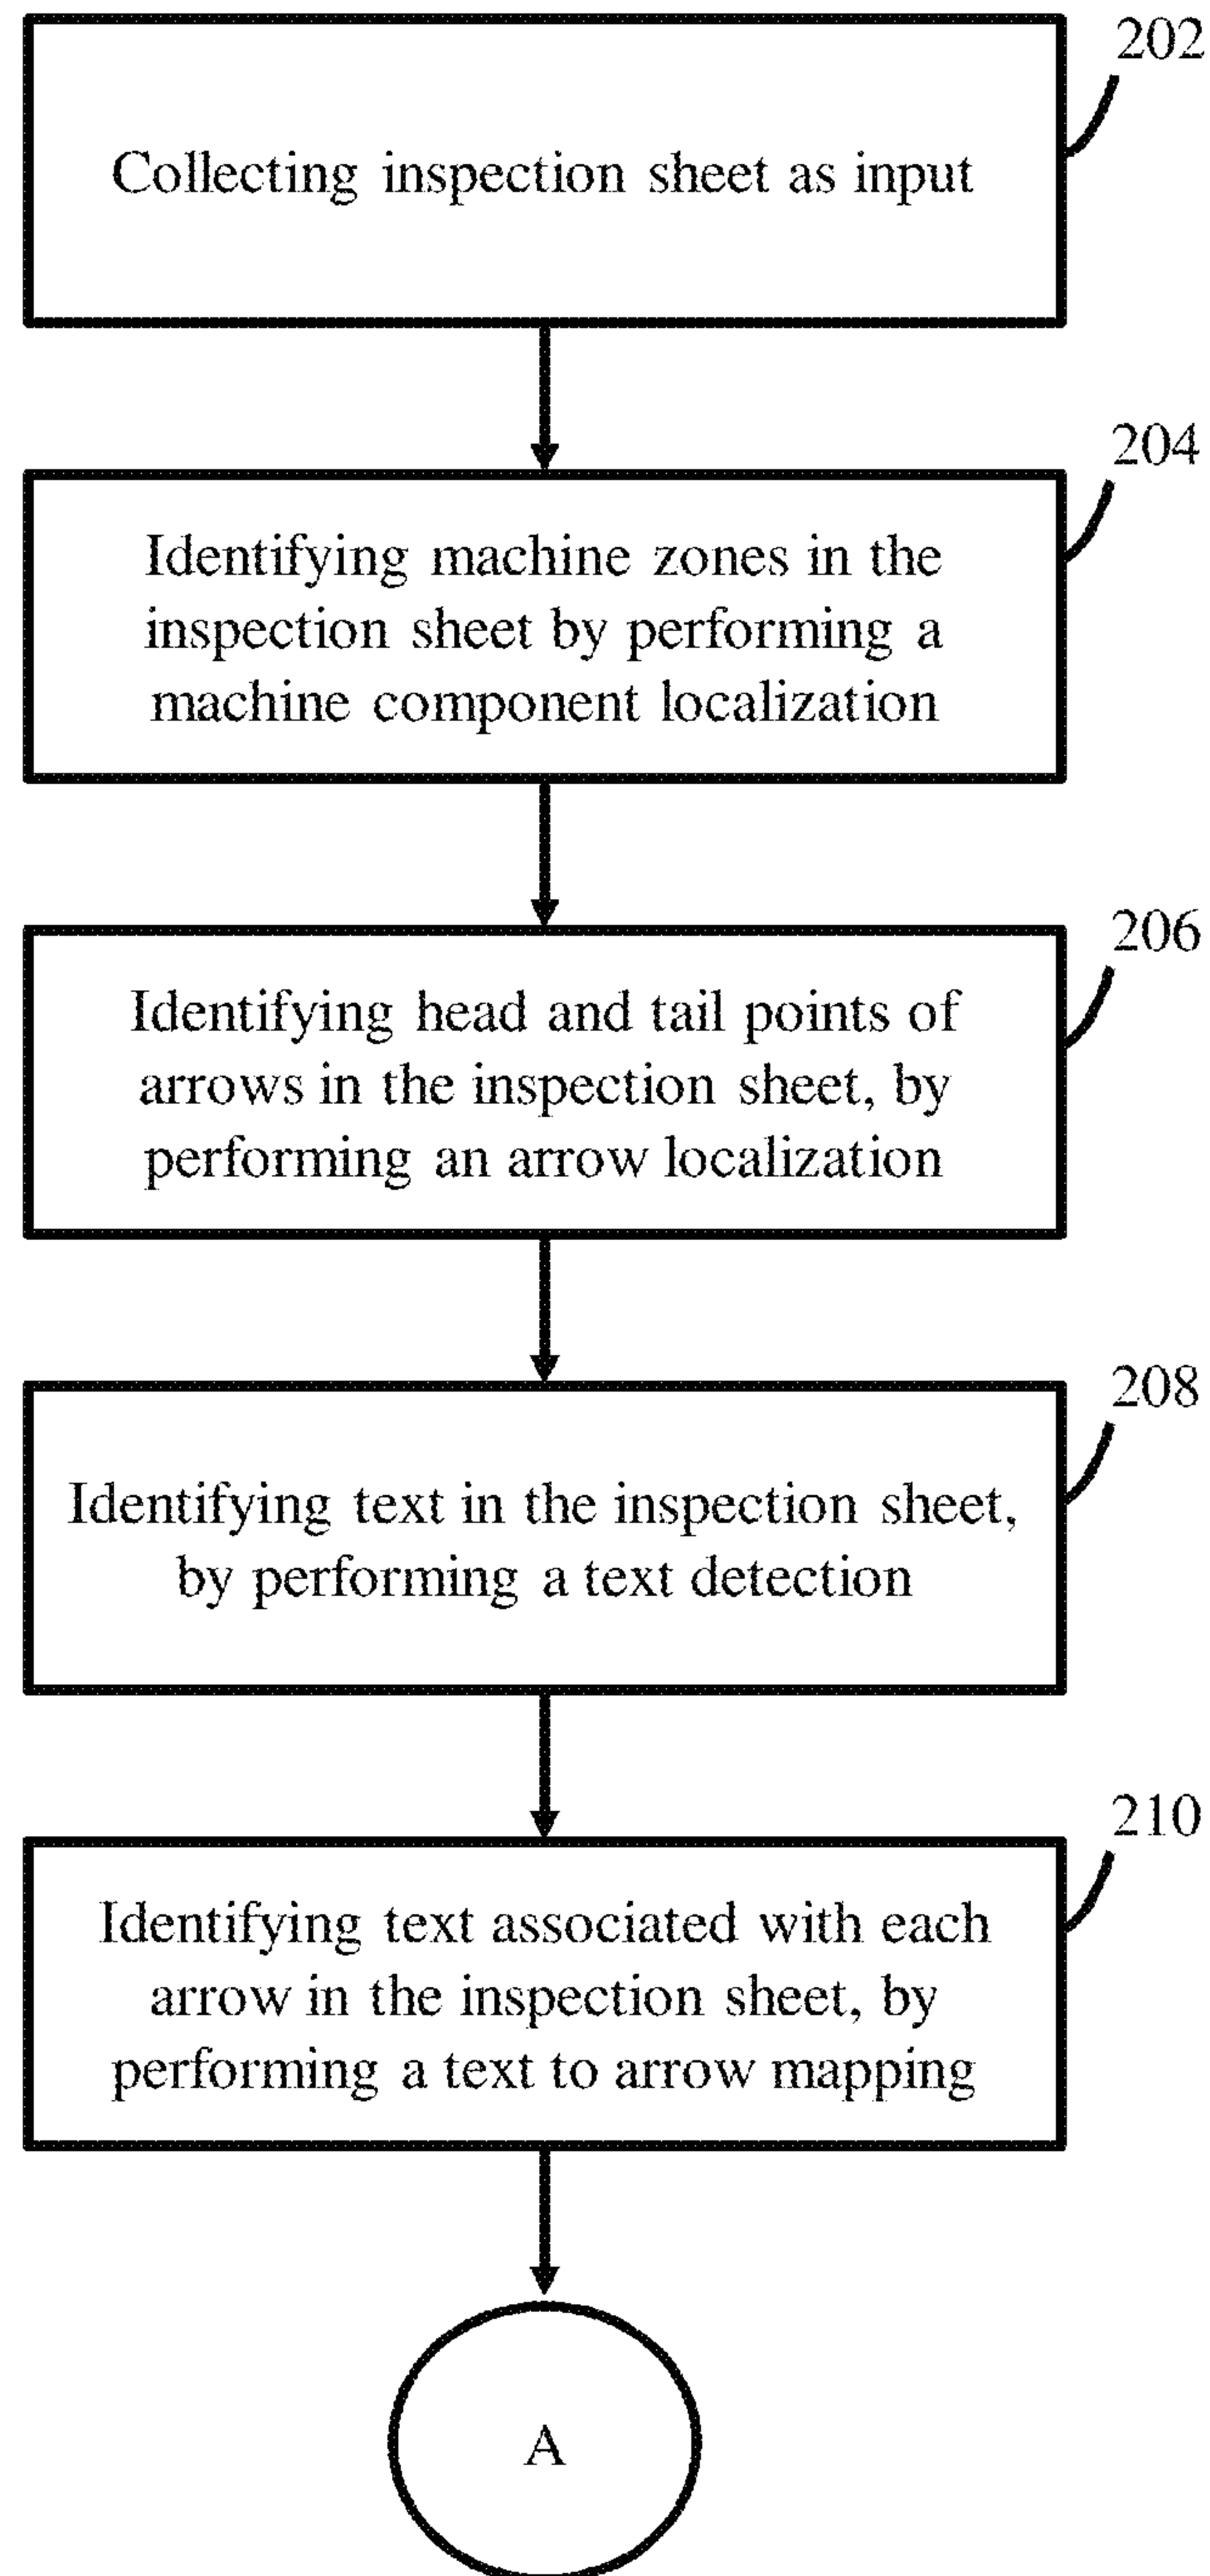 202
Collecting inspection sheet as input
204
Identifying machine zones in the
inspection sheet by performing a
machine component localization
206
Identifying head and tail points of
arrows in the inspection sheet, by
performing an arrow localization
208
Identifying text in the inspection sheet,
by performing a text detection
210
Identifying text associated with each
arrow in the inspection sheet, by
performing a text to arrow mapping
A